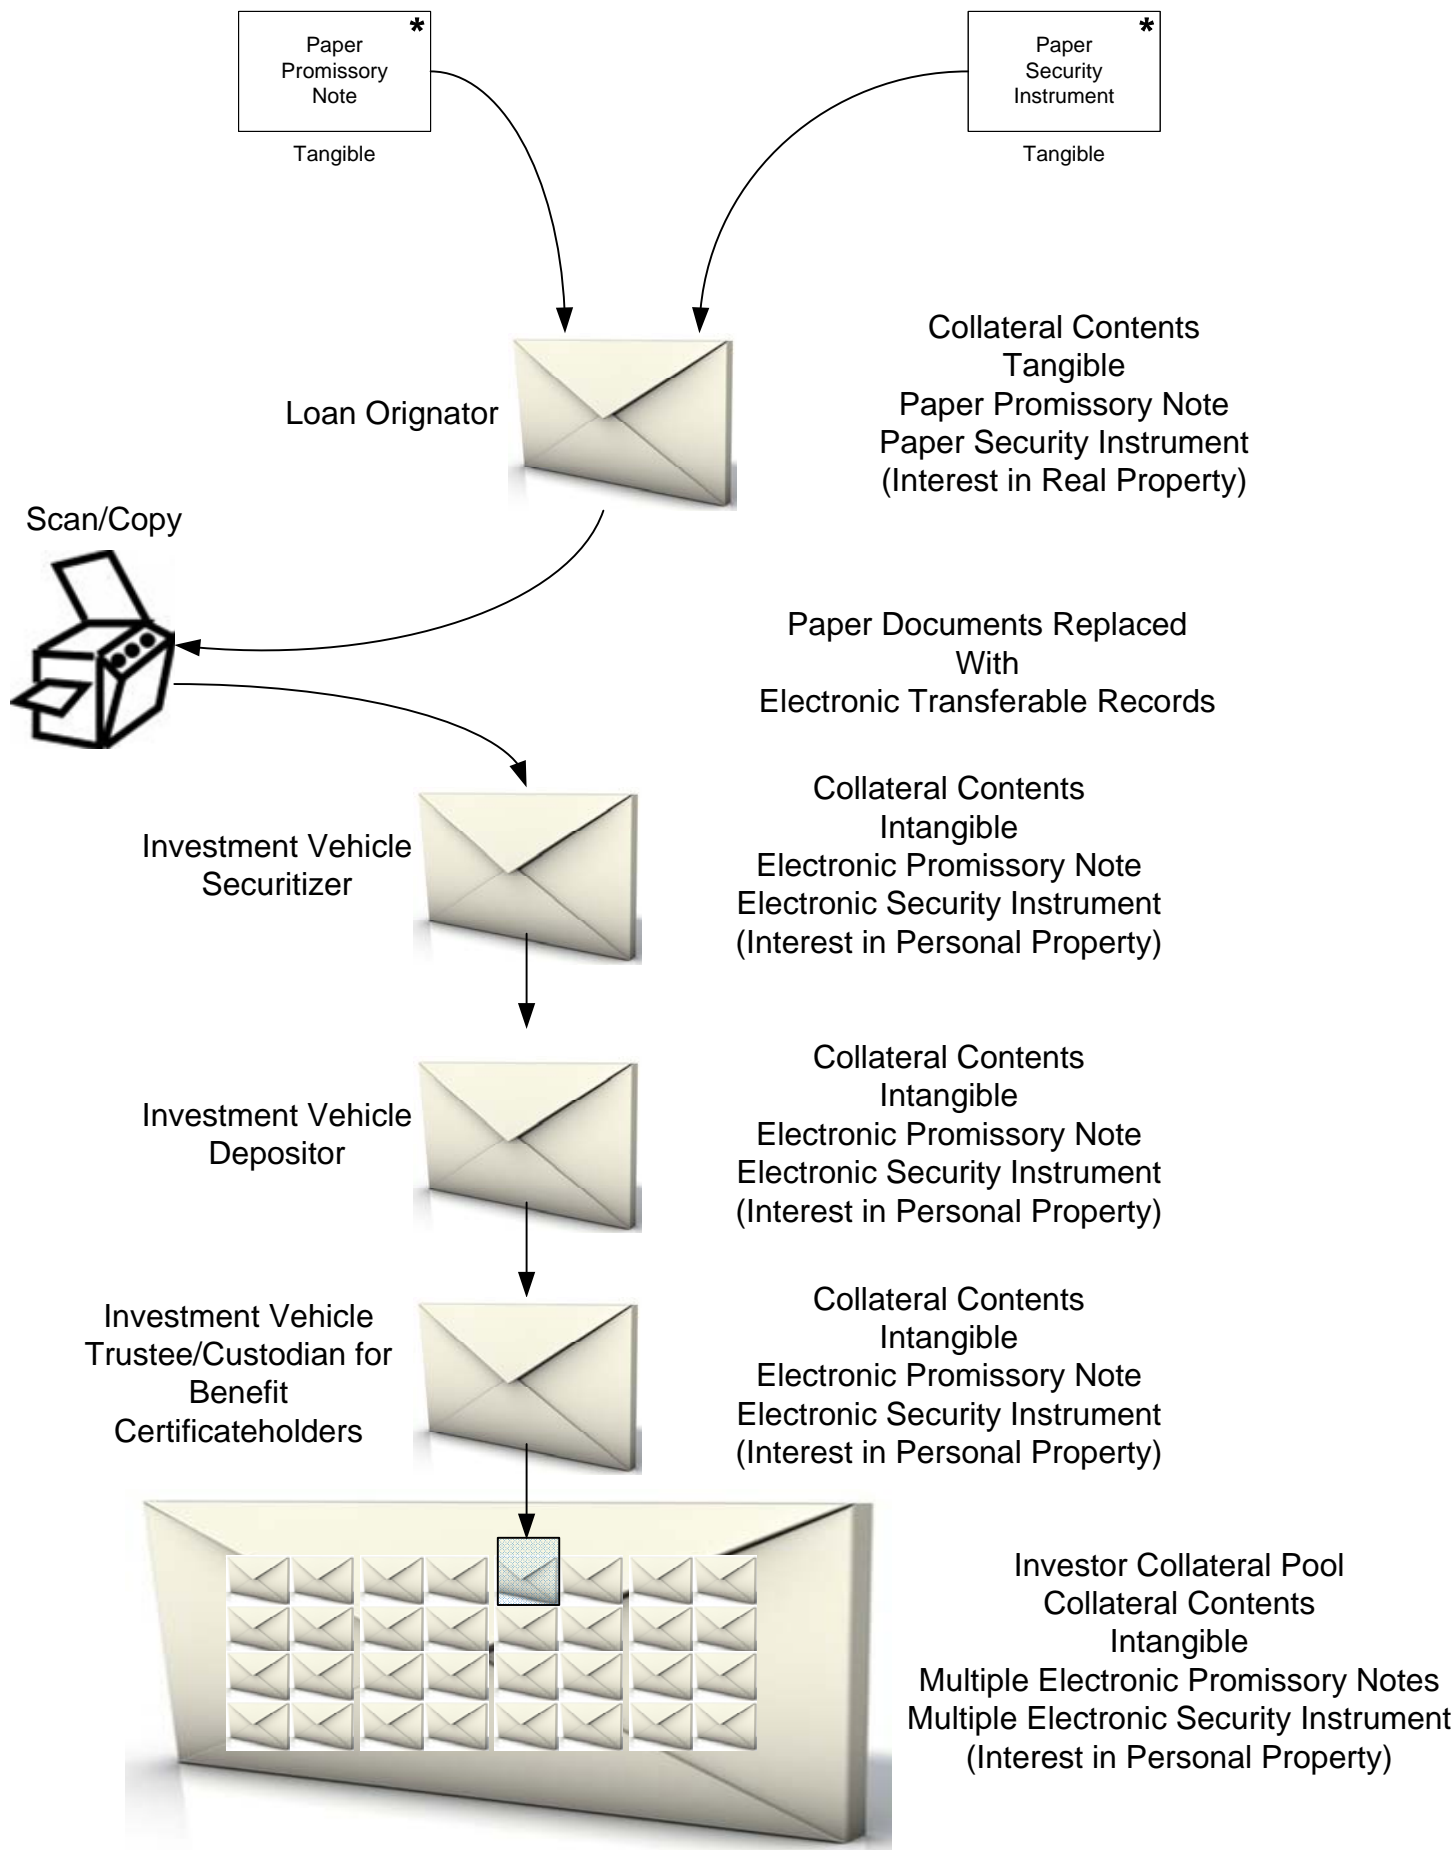 *
Paper
Promissory
Note
Tangible
*
Paper
Security
Instrument
Tangible
Loan Orignator
Collateral Contents
Tangible
Paper Promissory Note
Paper Security Instrument
(Interest in Real Property)
Scan/Copy
Paper Documents Replaced
With
Electronic Transferable Records
Investment Vehicle
Securitizer
Collateral Contents
Intangible
Electronic Promissory Note
Electronic Security Instrument
(Interest in Personal Property)
Investment Vehicle
Depositor
Collateral Contents
Intangible
Electronic Promissory Note
Electronic Security Instrument
(Interest in Personal Property)
Investment Vehicle
Trustee/Custodian for
Benefit
Certificateholders
Collateral Contents
Intangible
Electronic Promissory Note
Electronic Security Instrument
(Interest in Personal Property)
Investor Collateral Pool
Collateral Contents
Intangible
Multiple Electronic Promissory Notes
Multiple Electronic Security Instrument
(Interest in Personal Property)